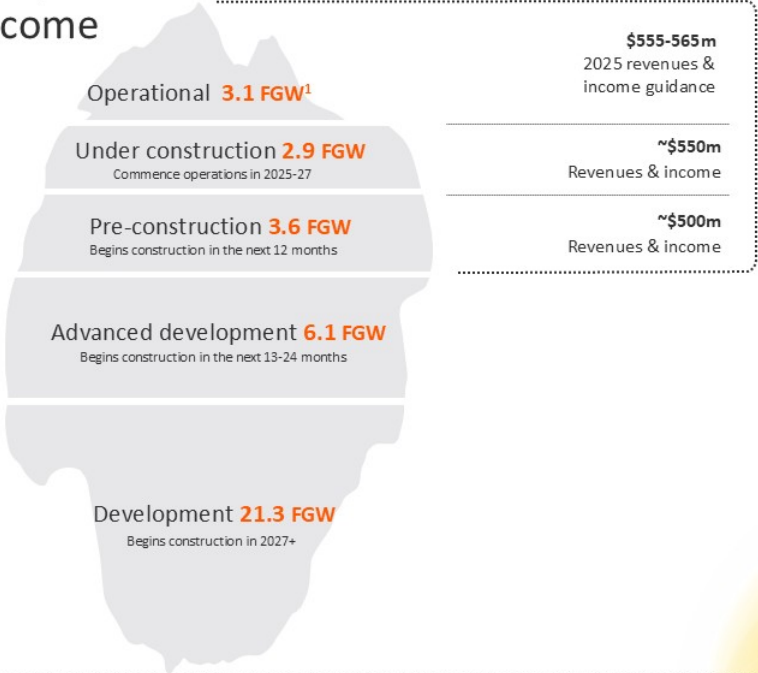 come
Operational 3.1 FGW1
$555-565m
2025 revenues &
income guidance
Under construction 2.9 FGW
Commence operations in 2025-27
~$550m
Revenues & income
Pre-construction 3.6 FGW
Begins construction in the next 12 months
~$500m
Revenues & income
Advanced development 6.1 FGW
Begins construction in the next 13-24 months
Development 21.3 FGW
Begins construction in 2027+